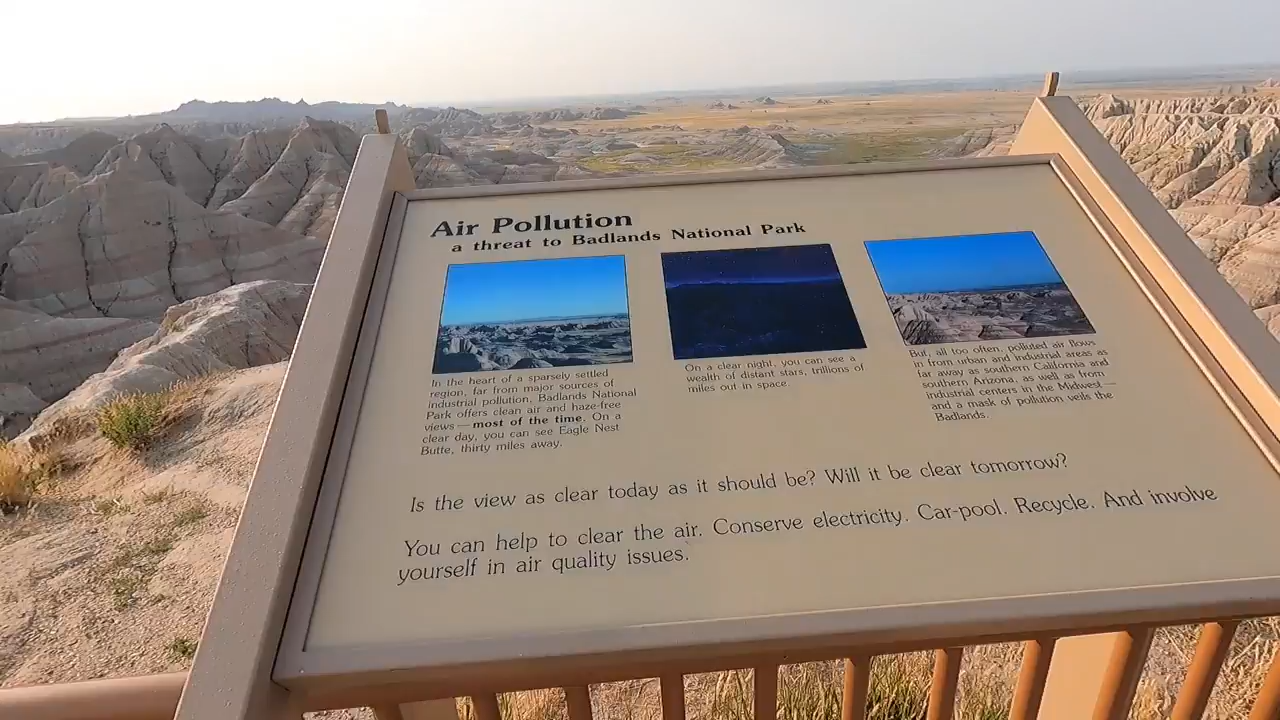 Air Pollution
a threat to Badlands National Park
In the heart of a sparsely settled
region, far from major sources of
industrial pollution, Badlands National
Park offers clean air and haze-free
views—most of the time. On a
clear day, you can see Eagle Nest
Butte, thirty miles away.
On a clear night, you can see a
wealth of distant stars, trillions of
miles out in space.
But, all too often, polluted air flows
in from urban and industrial areas as
far away as southern California and
southern Arizona, as well as from
industrial centers in the Midwest—
and a mask of pollution veils the
Badlands.
Is the view as clear today as it should be? Will it be clear tomorrow?
You can help to clear the air. Conserve electricity. Car-pool. Recycle. And involve
yourself in air quality issues.